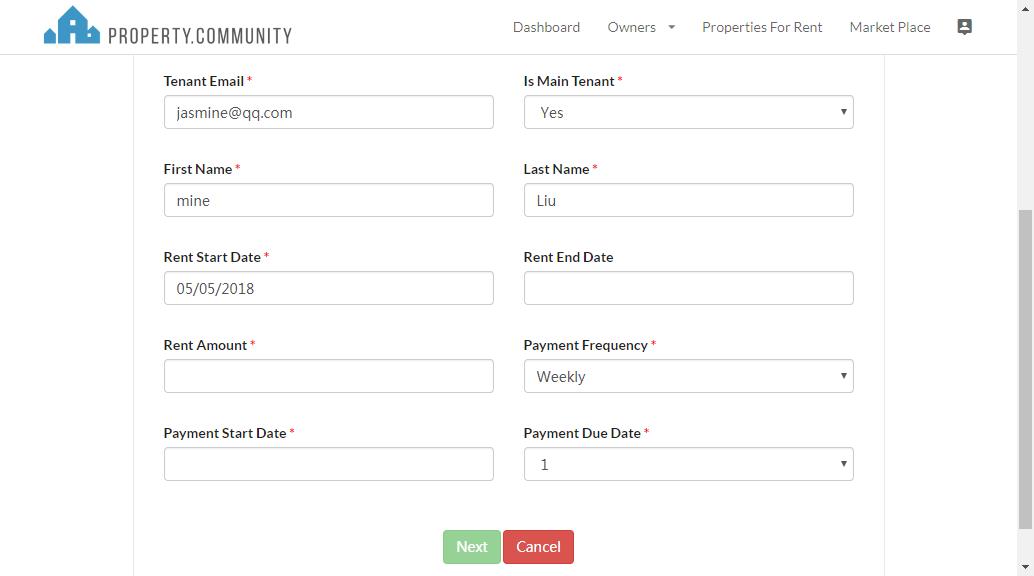 PROPERTY.COMMUNITY
Dashboard Owners Properties For Rent Market Place
Tenant Email * Is Main Tenant *
jasmine@qq.com Yes
First Name * Last Name *
mine Liu
Rent Start Date * Rent End Date
05/05/2018
Rent Amount * Payment Frequency *
Weekly
Payment Start Date * Payment Due Date *
1
Next Cancel